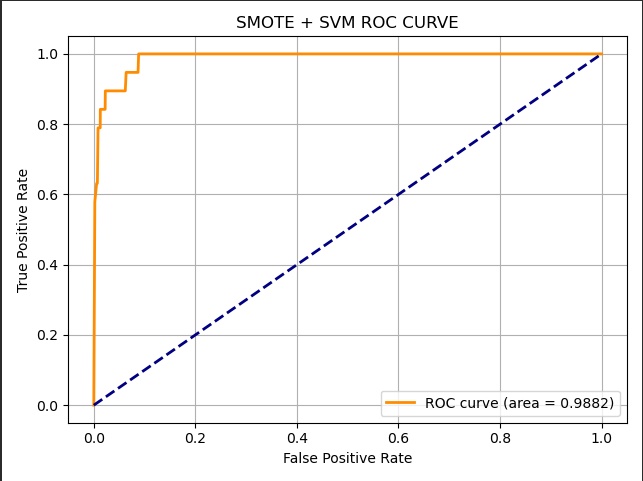 SMOTE + SVM ROC CURVE
True Positive Rate
1.0
0.8
0.6
0.4
0.2
0.0
0.0 0.2 0.4 0.6 0.8 1.0
False Positive Rate
ROC curve (area = 0.9882)